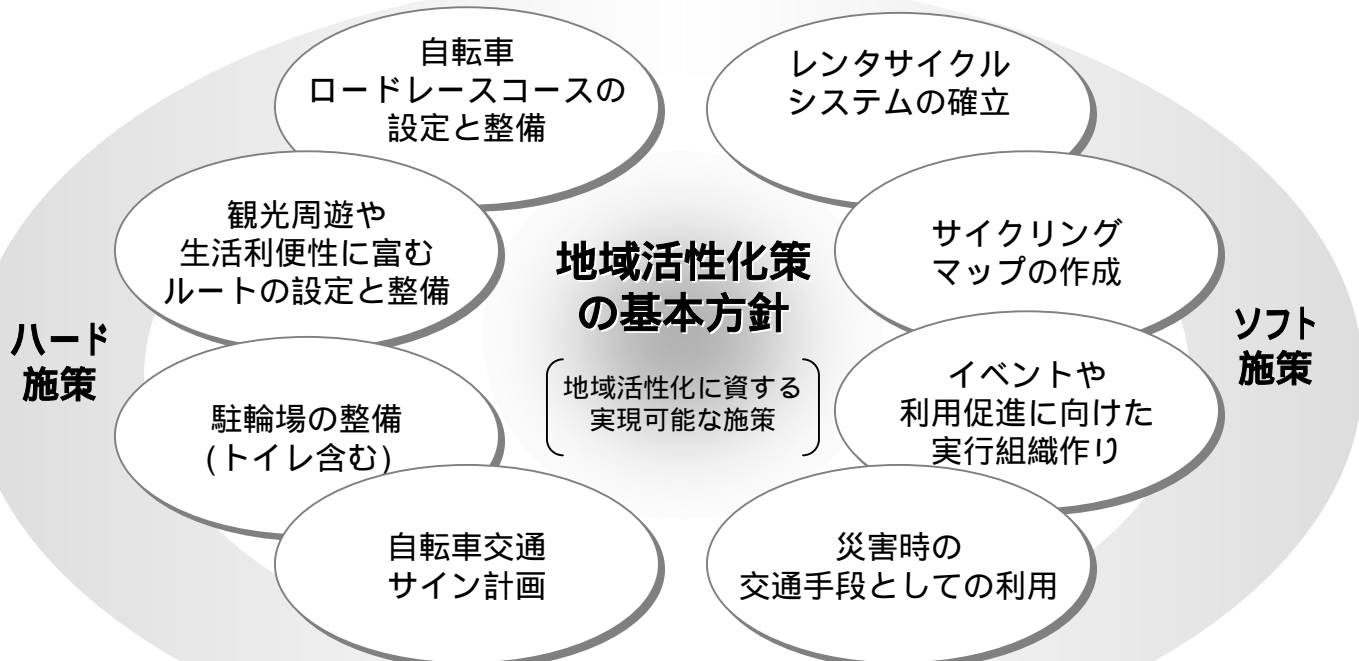 自転車
ロードレースコースの
設定と整備
観光周遊や
生活利便性に富む
ルートの設定と整備
ハード
施策
駐輪場の整備
(トイレ含む)
自転車交通
サイン計画
地域活性化策
の基本方針
地域活性化に資する
実現可能な施策
レンタサイクル
システムの確立
サイクリング
マップの作成
ソフト
施策
イベントや
利用促進に向けた
実行組織作り
災害時の
交通手段としての利用